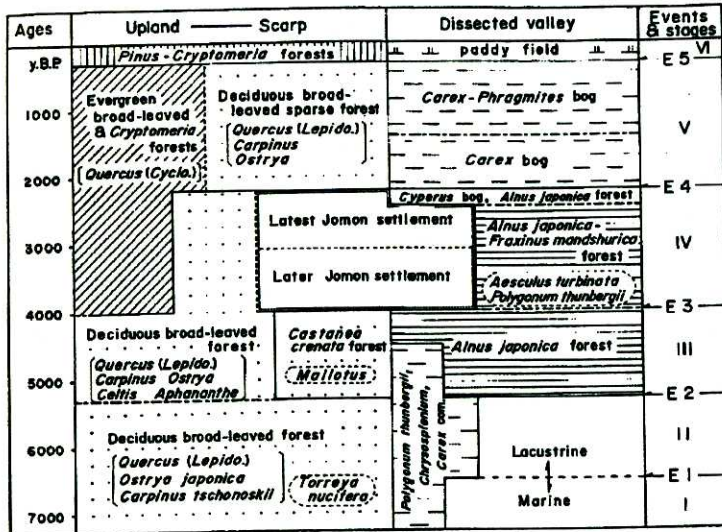 Ages
Upland — Scarp
Dissected valley
Events
& stages
y.B.P.
Pinus-Cryptomeria forests
paddy field
VI
E 5
1000
Evergreen
broad-leaved
& Cryptomeria
forests
(Quercus (Cyclo.)
Deciduous broad-
leaved sparse forest
(Quercus (Lepido.)
Carpinus
Ostrya
Carex-Phragmites bog
V
Carex bog
2000
E 4
Cyperus bog, Alnus japonica forest
Latest Jomon settlement
Alnus japonica-
Fraxinus mandshurica
forest
IV
3000
Later Jomon settlement
Aesculus turbinata
Polygonum thunbergii
4000
E 3
Deciduous broad-leaved
forest
(Quercus (Lepido.)
Carpinus Ostrya
Celtis Aphananthe
Castanea
crenata forest
Mallotus
Alnus japonica forest
III
5000
E 2
Polygonum thunbergii,
Chrysosplenium,
Carex com.
Deciduous broad-leaved forest
(Quercus (Lepido.)
Ostrya japonica
Carpinus tschonoskii
Torreya
nucifera
6000
II
Lacustrine
E 1
Marine
I
7000